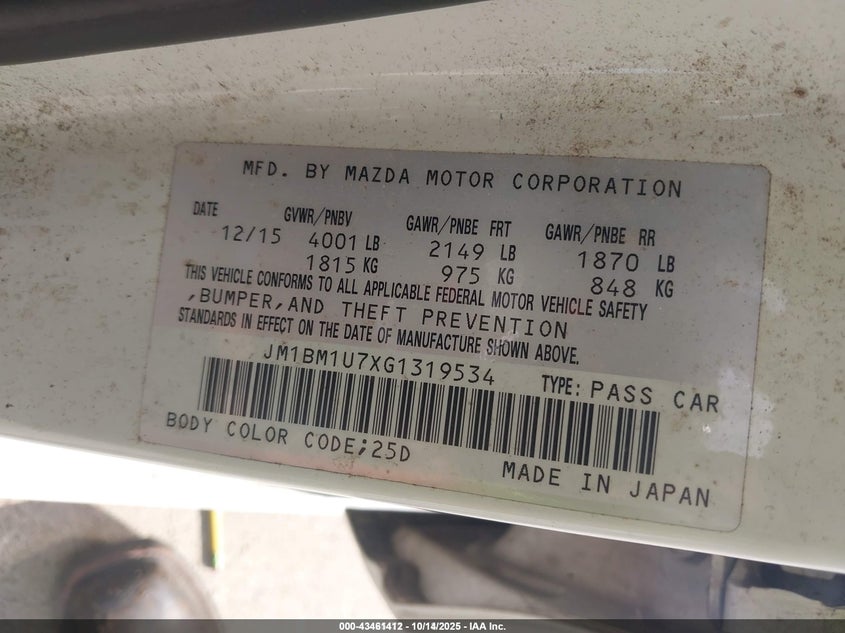 MFD. BY MAZDA MOTOR CORPORATION
DATE GVWR/PNBV GAWR/PNBE FRT GAWR/PNBE RR
12/15 4001 LB 2149 LB 1870 LB
1815 KG 975 KG 848 KG
THIS VEHICLE CONFORMS TO ALL APPLICABLE FEDERAL MOTOR VEHICLE SAFETY
,BUMPER,AND THEFT PREVENTION
STANDARDS IN EFFECT ON THE DATE OF MANUFACTURE SHOWN ABOVE.
JM1BM1U7XG1319534 TYPE: PASS CAR
BODY COLOR CODE;25D
MADE IN JAPAN
000-43461412 - 10/14/2025 - IAA Inc.